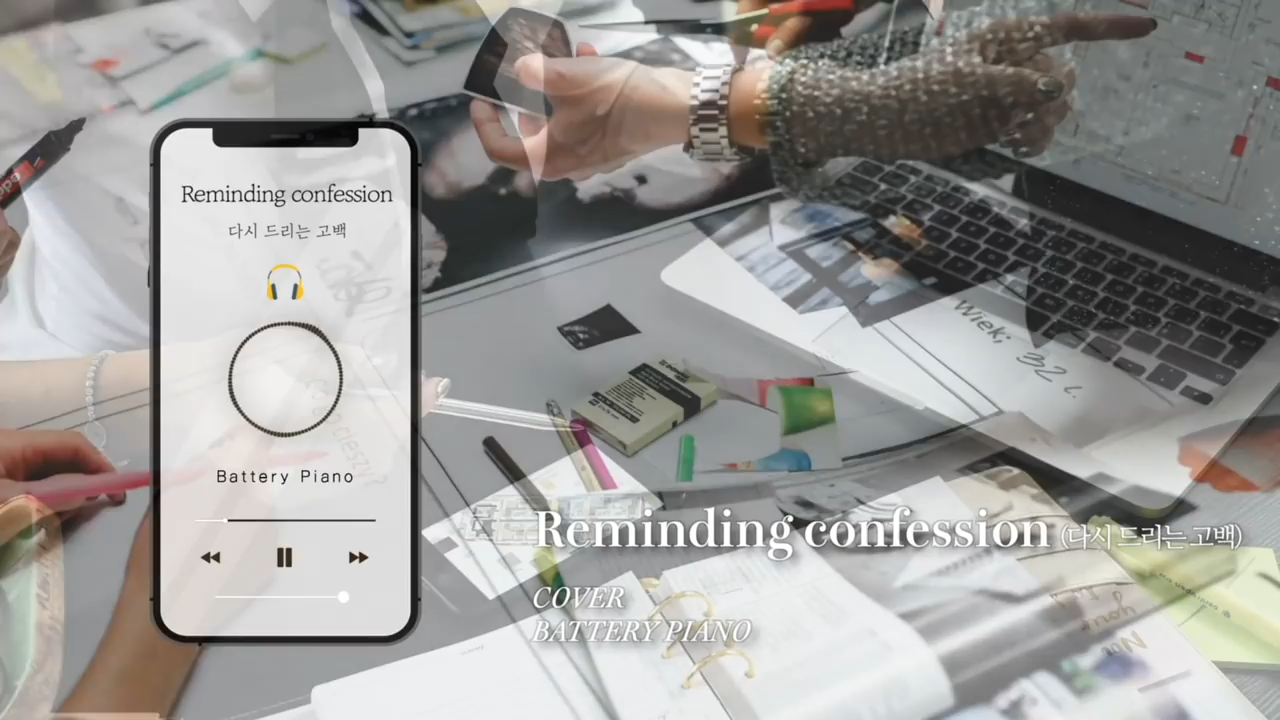 Reminding confession
다시 드리는 고백
Battery Piano
Wiek; 32 l.
Reminding confession (다시 드리는 고백)
COVER
BATTERY PIANO
your